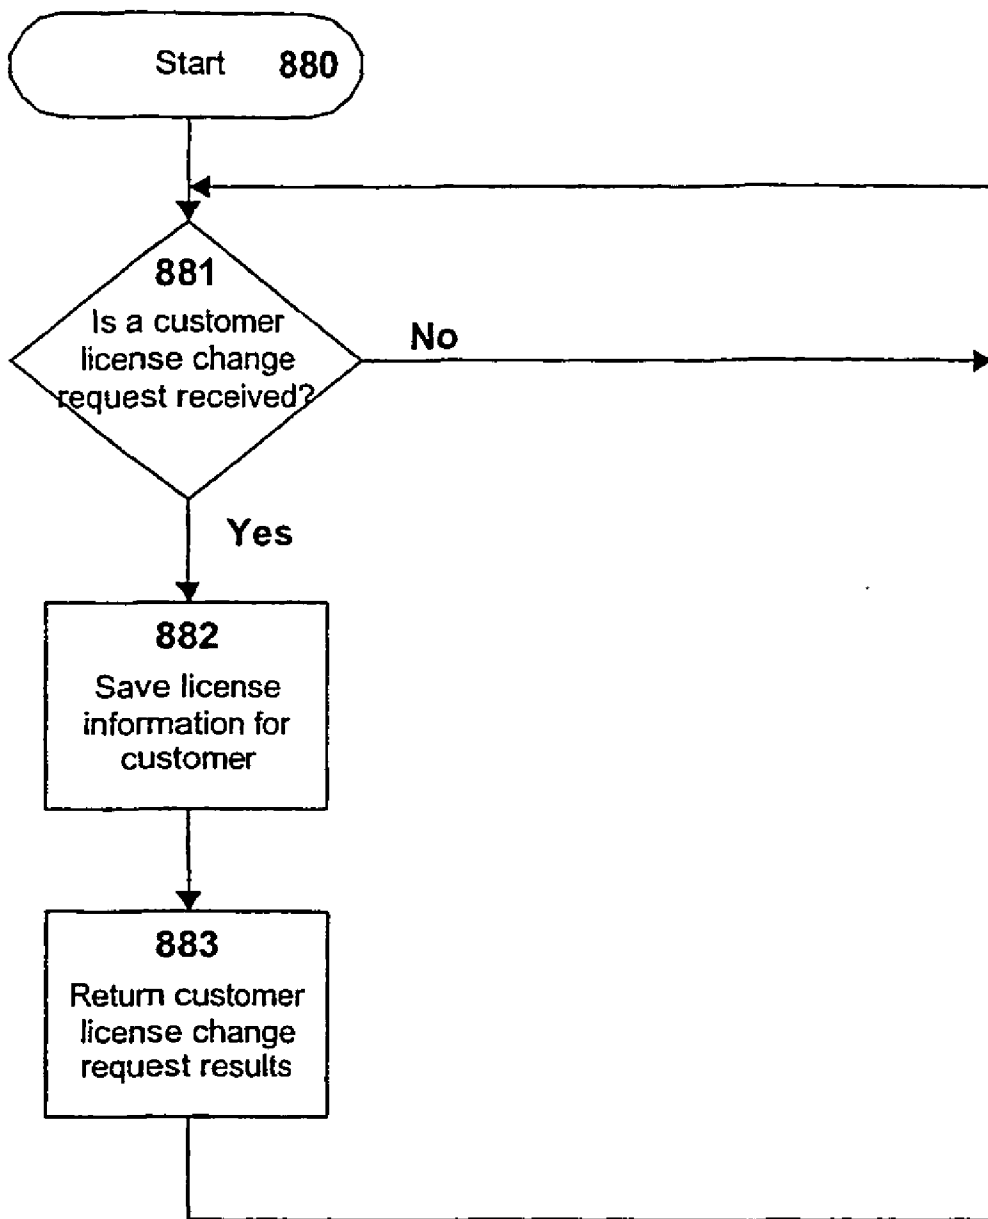 Start 880
881
Is a customer
license change
request received?
No
Yes
882
Save license
information for
customer
883
Return customer
license change
request results